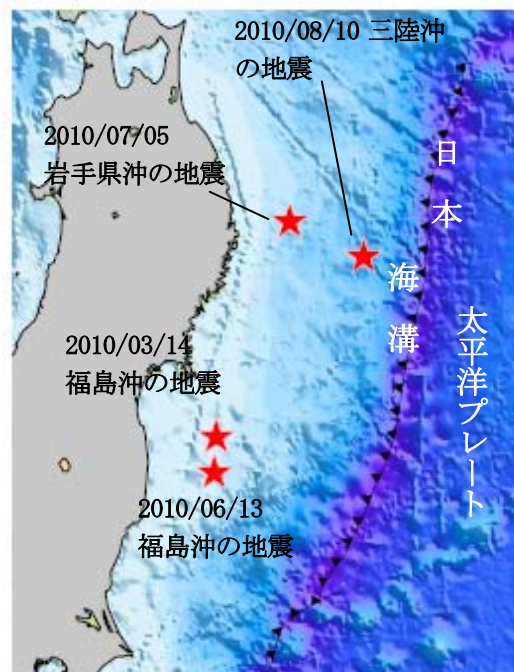 2010/08/10 三陸沖
の地震
2010/07/05
岩手県沖の地震
日本海溝
太平洋プレート
2010/03/14
福島沖の地震
2010/06/13
福島沖の地震